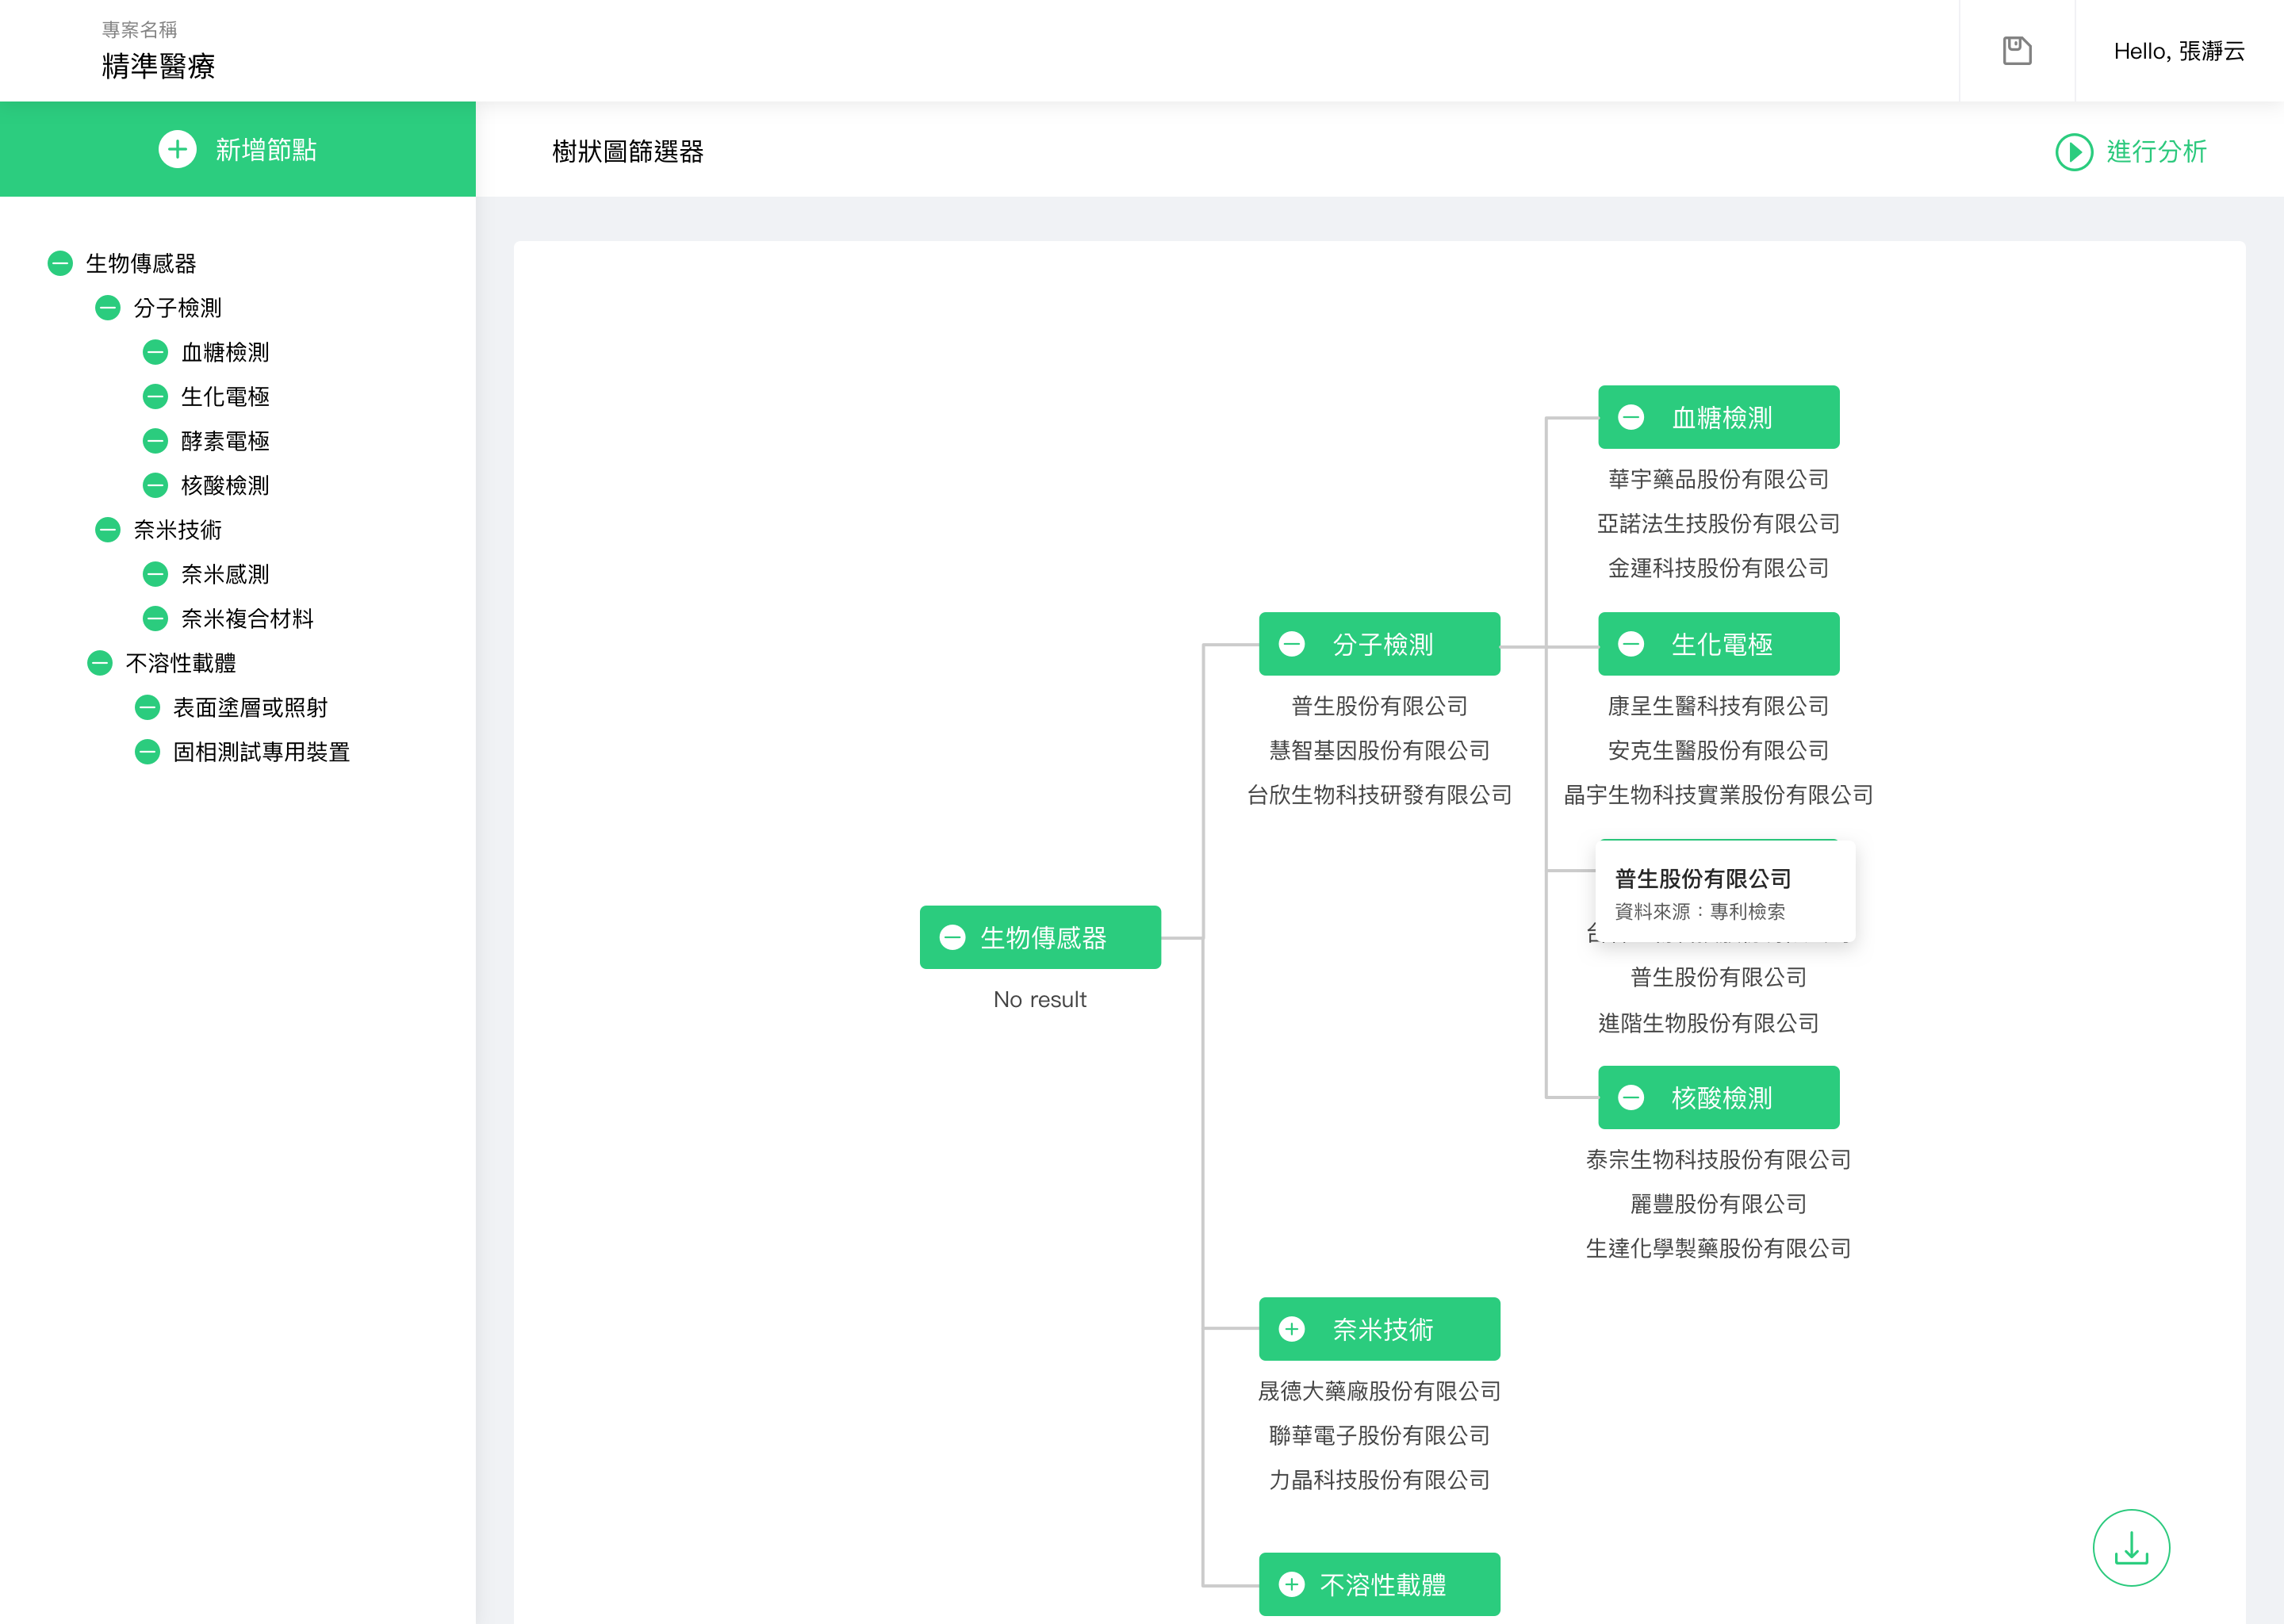 專案名稱
精準醫療
Hello, 張瀞云
新增節點
樹狀圖篩選器
進行分析
生物傳感器
分子檢測
血糖檢測
生化電極
酵素電極
核酸檢測
奈米技術
奈米感測
奈米複合材料
不溶性載體
表面塗層或照射
固相測試專用裝置
生物傳感器
No result
分子檢測
普生股份有限公司
慧智基因股份有限公司
台欣生物科技研發有限公司
血糖檢測
華宇藥品股份有限公司
亞諾法生技股份有限公司
金運科技股份有限公司
生化電極
康呈生醫科技有限公司
安克生醫股份有限公司
晶宇生物科技實業股份有限公司
普生股份有限公司
資料來源：專利檢索
普生股份有限公司
進階生物股份有限公司
核酸檢測
泰宗生物科技股份有限公司
麗豐股份有限公司
生達化學製藥股份有限公司
奈米技術
晟德大藥廠股份有限公司
聯華電子股份有限公司
力晶科技股份有限公司
不溶性載體